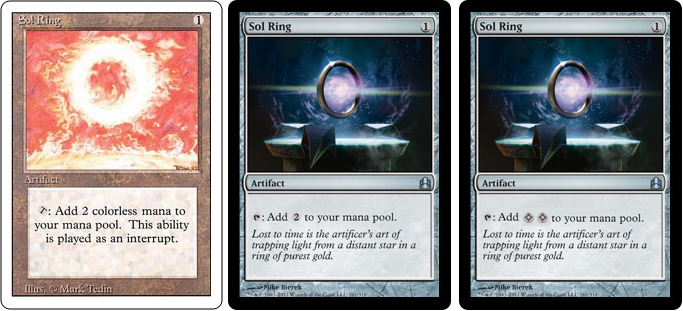 Sol Ring 1
Artifact
: Add 2 colorless mana to
your mana pool. This ability
is played as an interrupt.
Illus. © Mark Tedin
Sol Ring 1
Artifact
: Add 2 to your mana pool.
Lost to time is the artificer's art of
trapping light from a distant star in a
ring of purest gold.
Mike Bierek
Sol Ring 1
Artifact
: Add to your mana pool.
Lost to time is the artificer's art of
trapping light from a distant star in a
ring of purest gold.
Mike Bierek